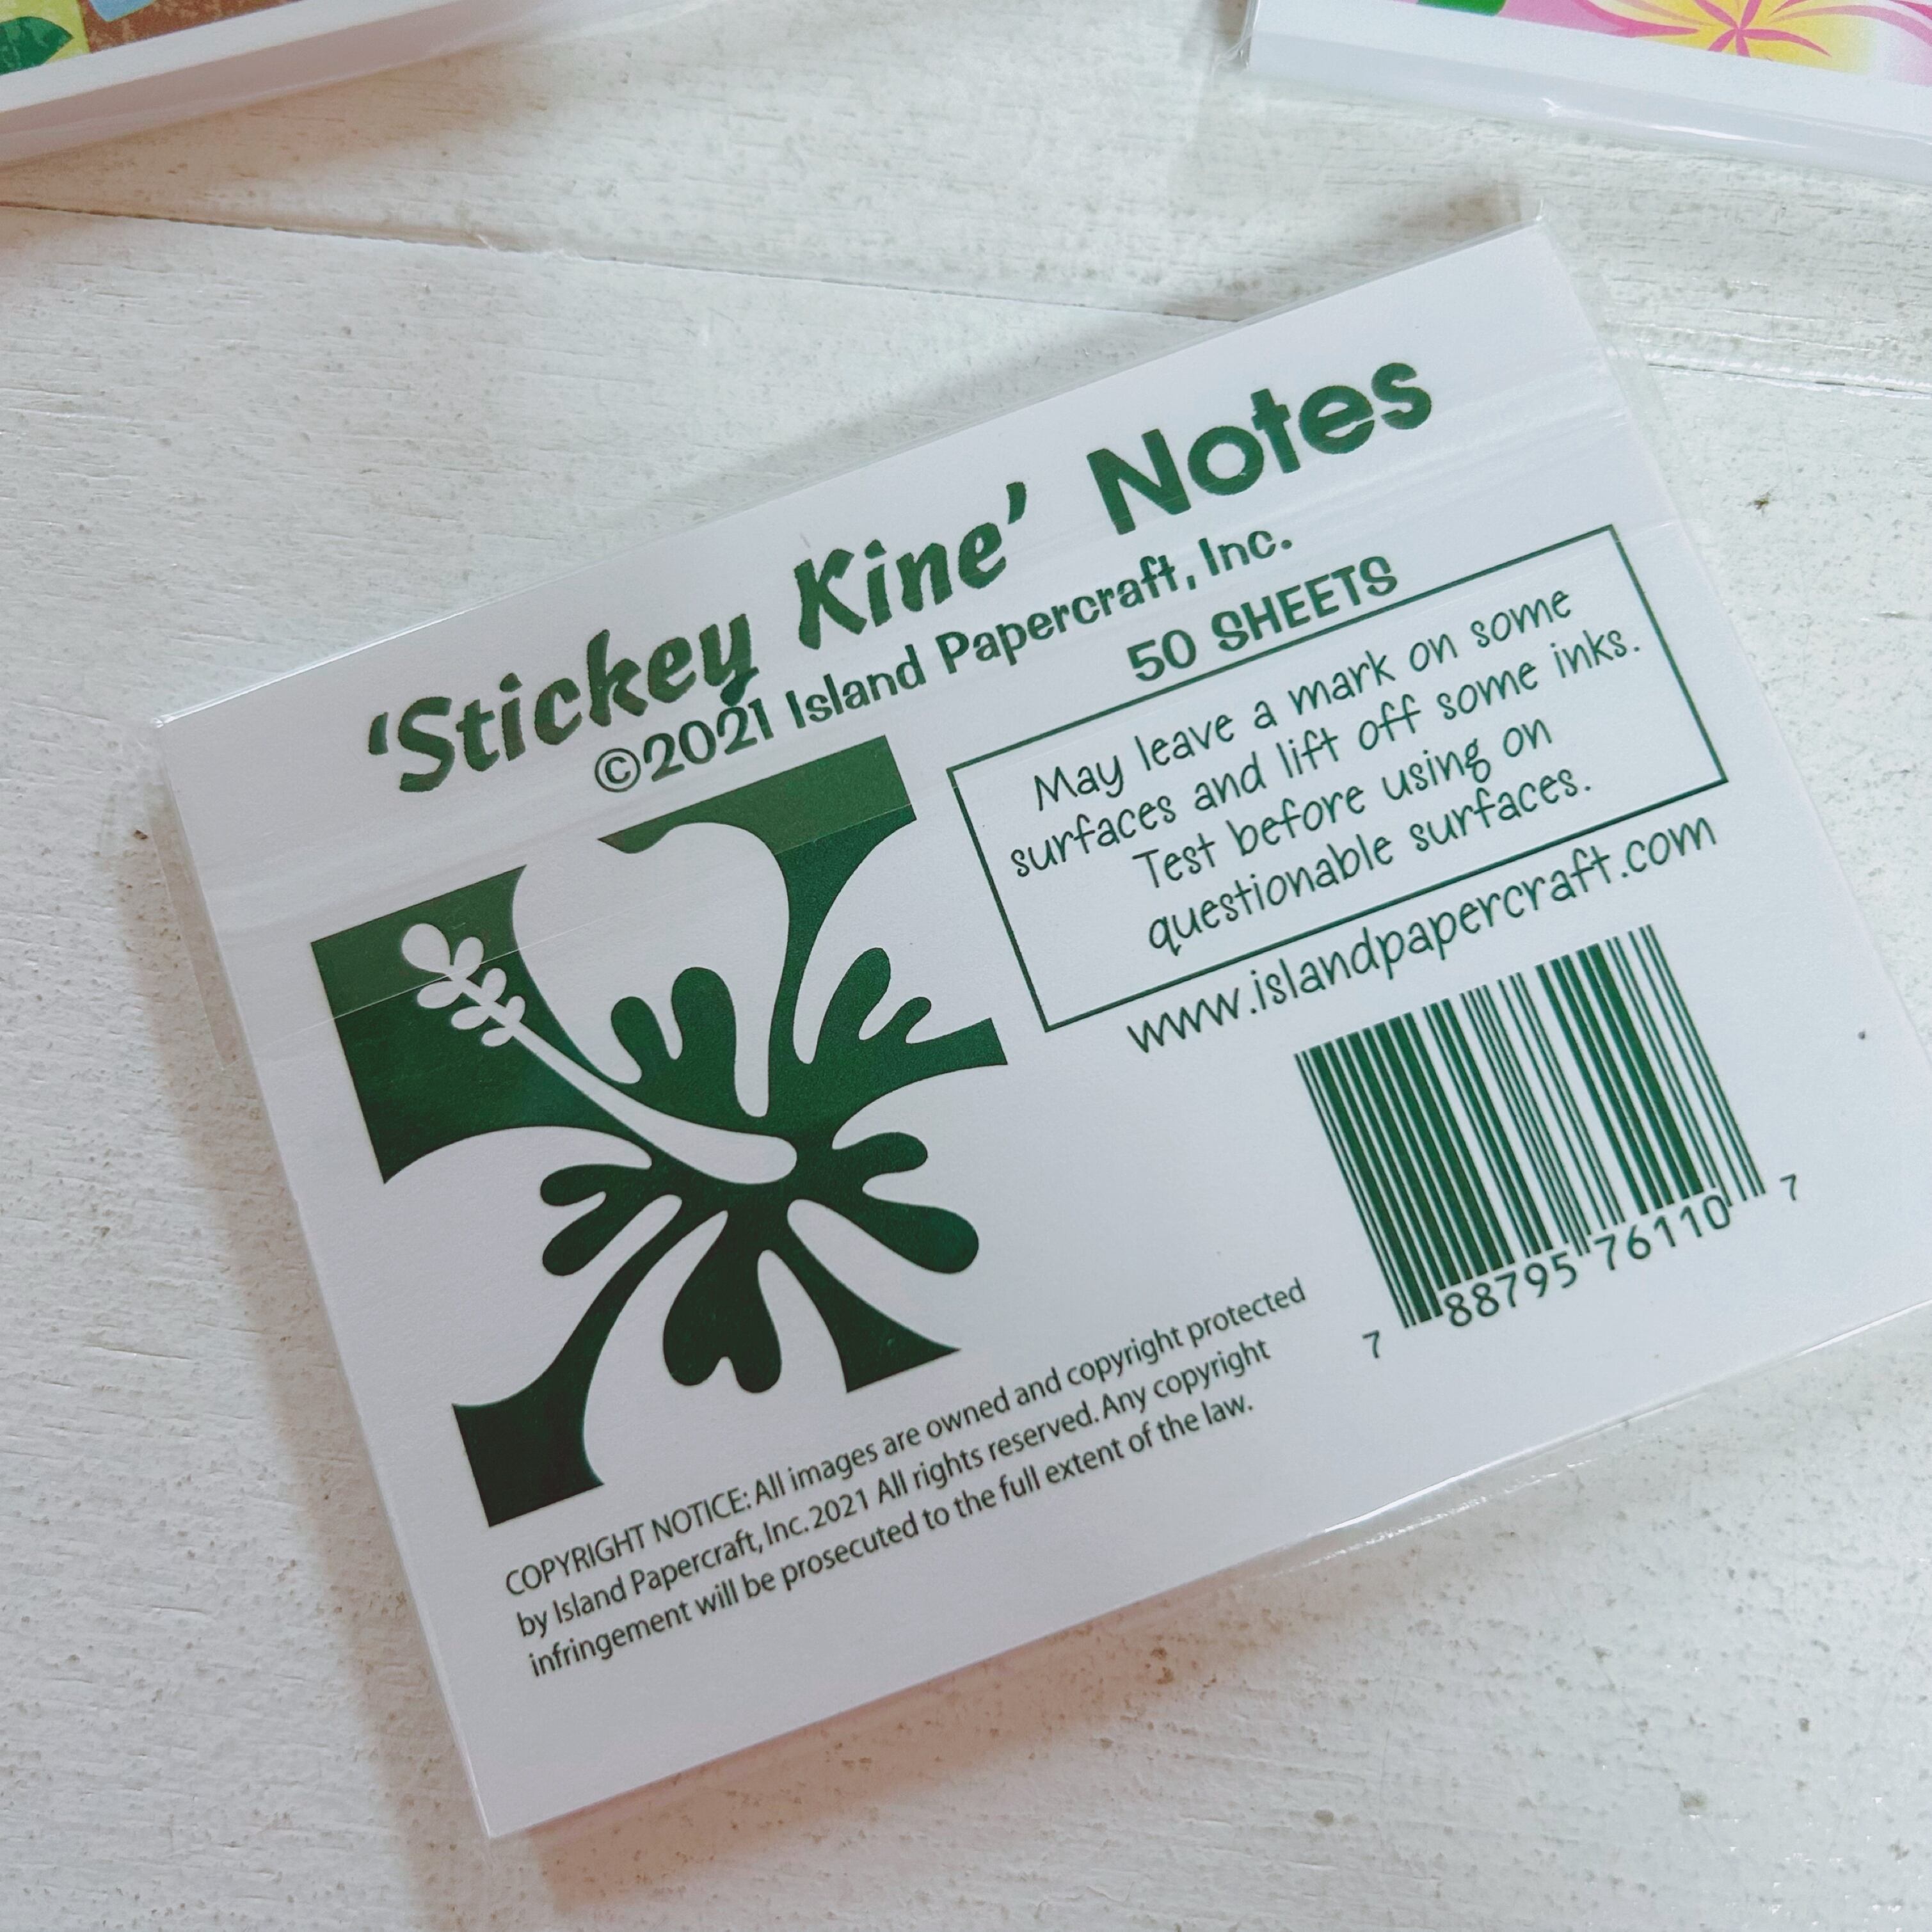 ‘Stickey Kine’ Notes
©2021 Island Papercraft, Inc.
50 SHEETS
May leave a mark on some
surfaces and lift off some inks.
Test before using on
questionable surfaces.
www.islandpapercraft.com
7 88795 76110 7
COPYRIGHT NOTICE: All images are owned and copyright protected
by Island Papercraft, Inc. 2021 All rights reserved. Any copyright
infringement will be prosecuted to the full extent of the law.